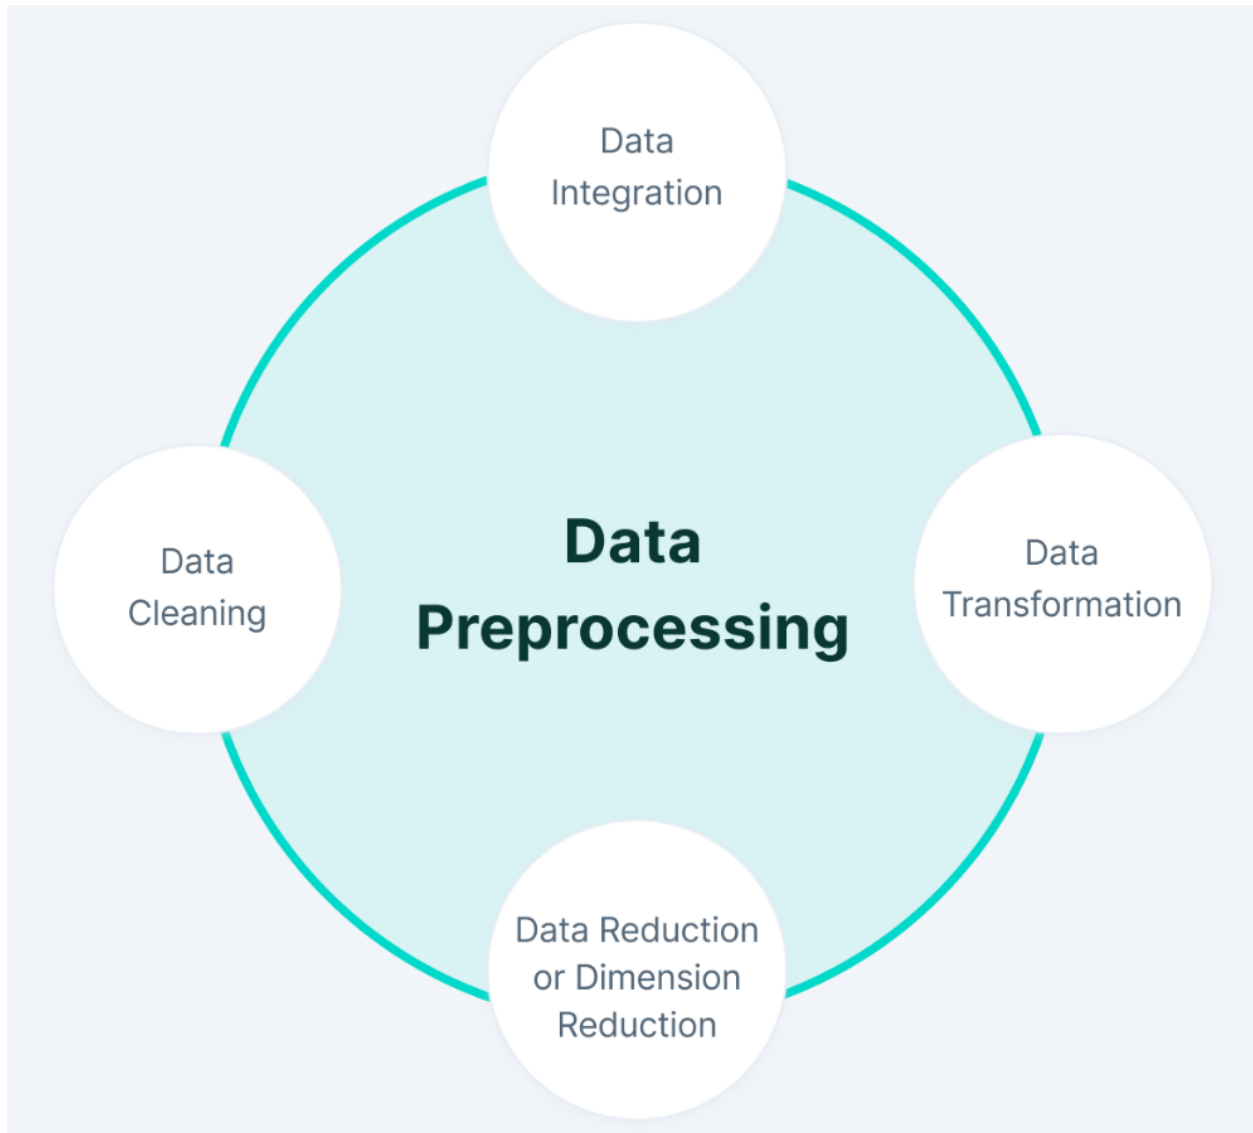 Data
Integration
Data
Cleaning
Data
Preprocessing
Data
Transformation
Data Reduction
or Dimension
Reduction